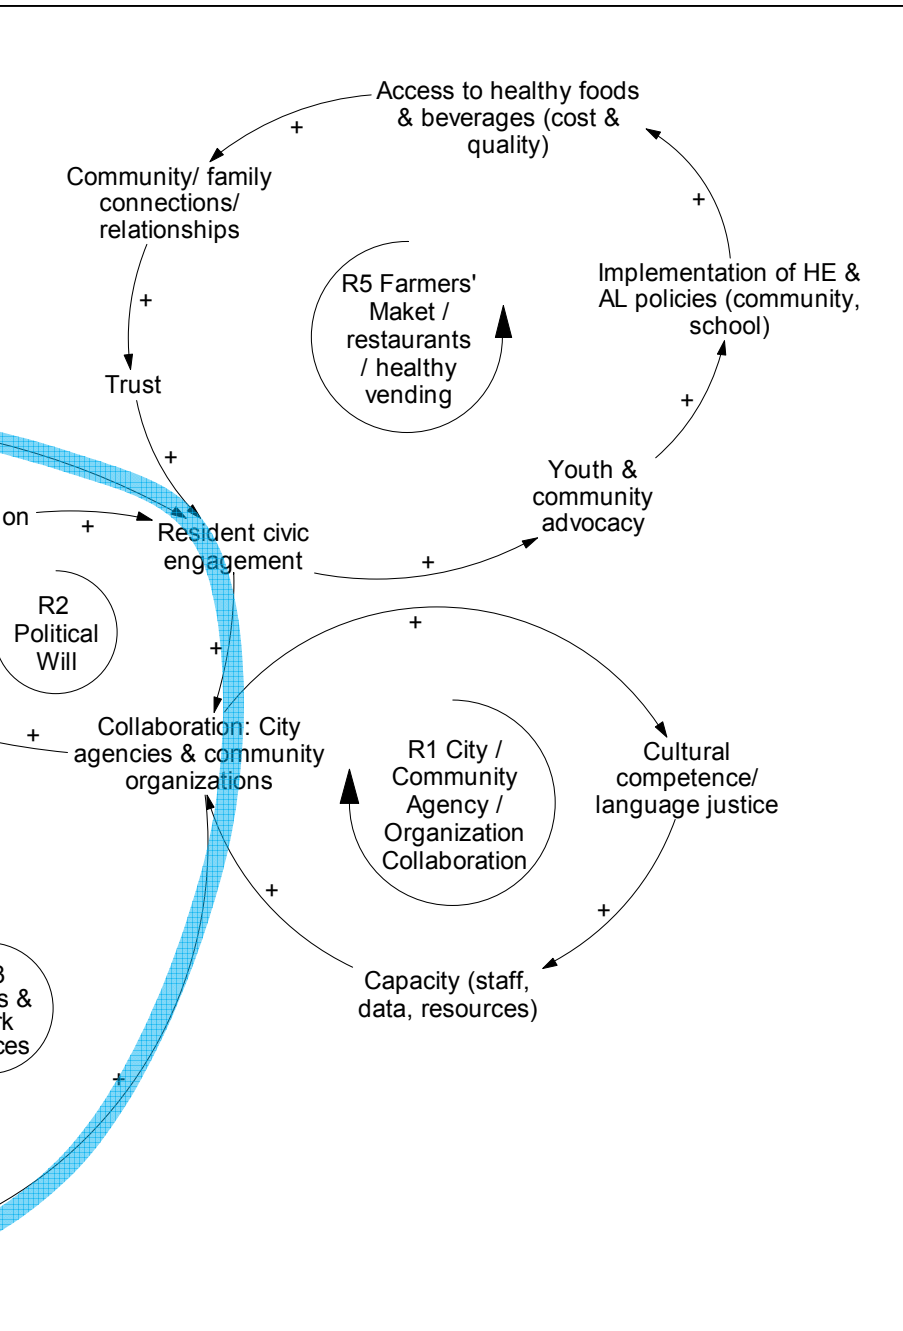 Access to healthy foods
& beverages (cost &
quality)
+
Community/ family
connections/
relationships
+
Implementation of HE &
AL policies (community,
school)
R5 Farmers'
Maket /
restaurants
/ healthy
vending
+
Trust
+
+
Youth &
community
advocacy
on
+
Resident civic
engagement
+
R2
Political
Will
+
+
Collaboration: City
agencies & community
organizations
+
R1 City /
Community
Agency /
Organization
Collaboration
Cultural
competence/
language justice
+
+
Capacity (staff,
data, resources)
s &
rk
ces
+